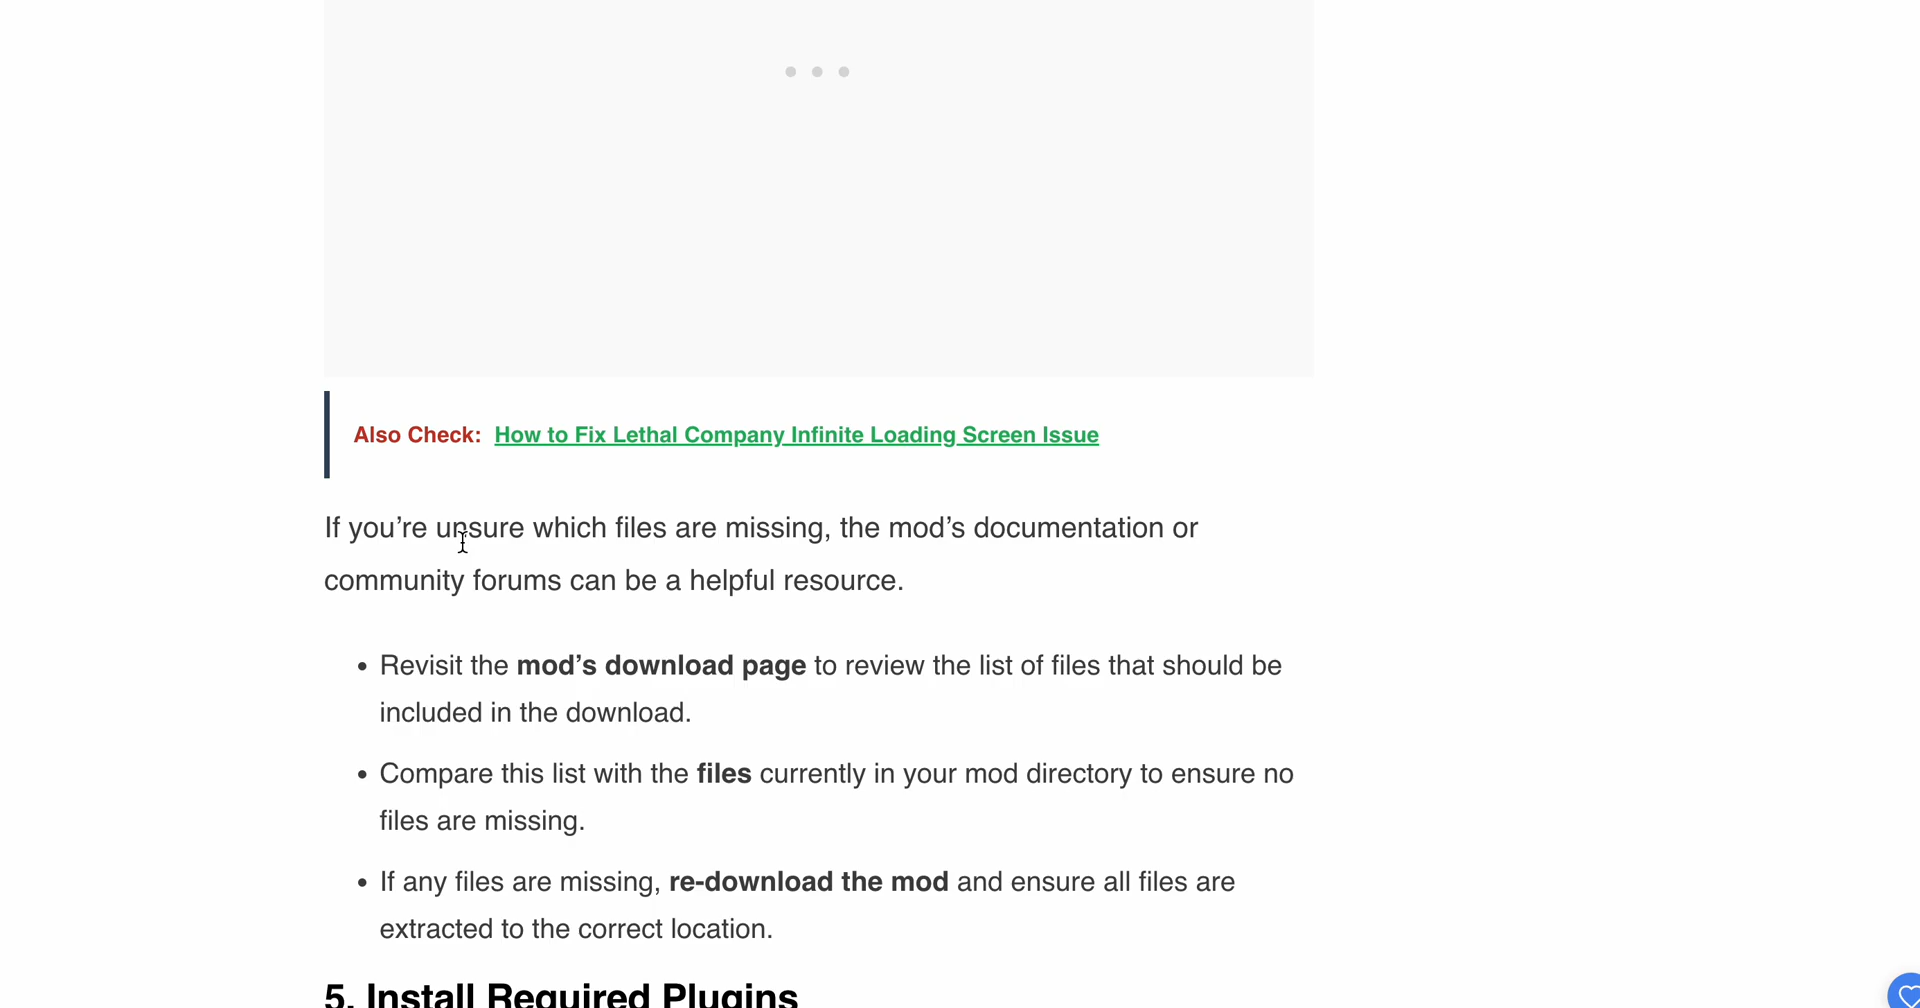 Also Check: How to Fix Lethal Company Infinite Loading Screen Issue
If you’re unsure which files are missing, the mod’s documentation or
community forums can be a helpful resource.
• Revisit the mod’s download page to review the list of files that should be
included in the download.
• Compare this list with the files currently in your mod directory to ensure no
files are missing.
• If any files are missing, re-download the mod and ensure all files are
extracted to the correct location.
5. Install Required Plugins